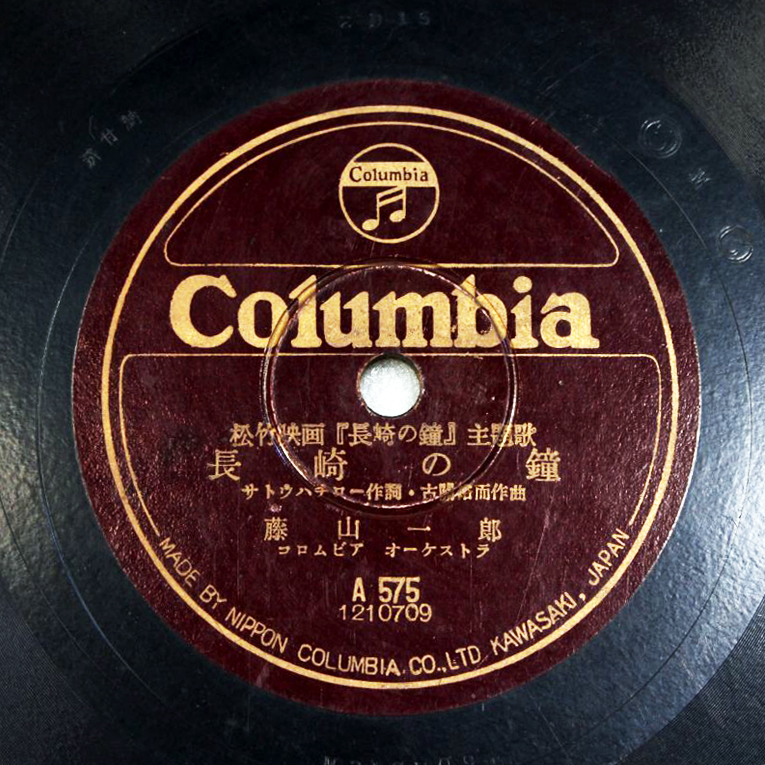 Columbia
Columbia
松竹映画『長崎の鐘』主題歌
長崎の鐘
サトウハチロー作詞・古関裕而作曲
藤山一郎
コロムビア オーケストラ
A 575
1210709
MADE BY NIPPON COLUMBIA CO., LTD KAWASAKI, JAPAN